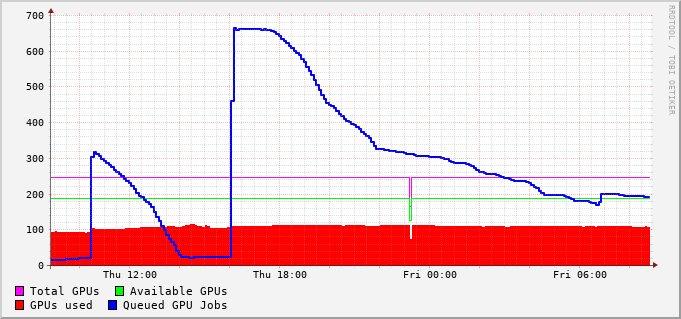 700
600
500
400
300
200
100
0
Thu 12:00 Thu 18:00 Fri 00:00 Fri 06:00
Total GPUs Available GPUs
GPUs used Queued GPU Jobs
RRDTOOL / TOBI OETIKER